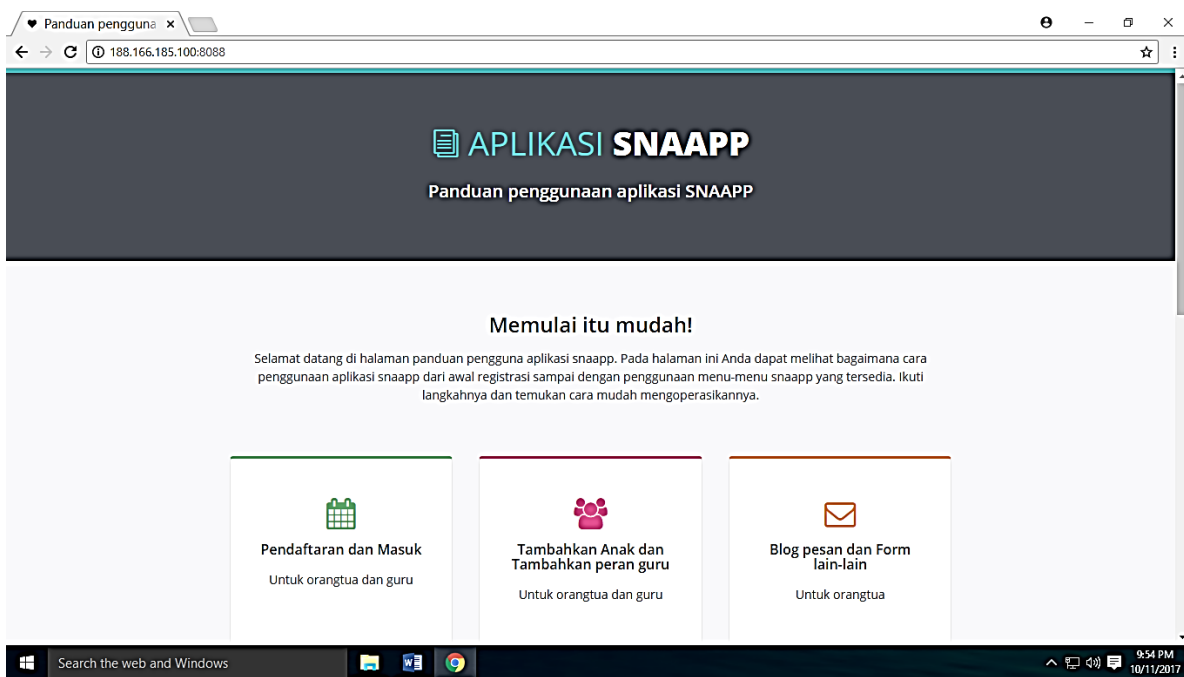 Panduan pengguna
188.166.185.100:8088
APLIKASI SNAAPP
Panduan penggunaan aplikasi SNAAPP
Memulai itu mudah!
Selamat datang di halaman panduan pengguna aplikasi snaapp. Pada halaman ini Anda dapat melihat bagaimana cara
penggunaan aplikasi snaapp dari awal registrasi sampai dengan penggunaan menu-menu snaapp yang tersedia. Ikuti
langkahnya dan temukan cara mudah mengoperasikannya.
Pendaftaran dan Masuk
Untuk orangtua dan guru
Tambahkan Anak dan
Tambahkan peran guru
Untuk orangtua dan guru
Blog pesan dan Form
lain-lain
Untuk orangtua
Search the web and Windows
9:54 PM
10/11/2017